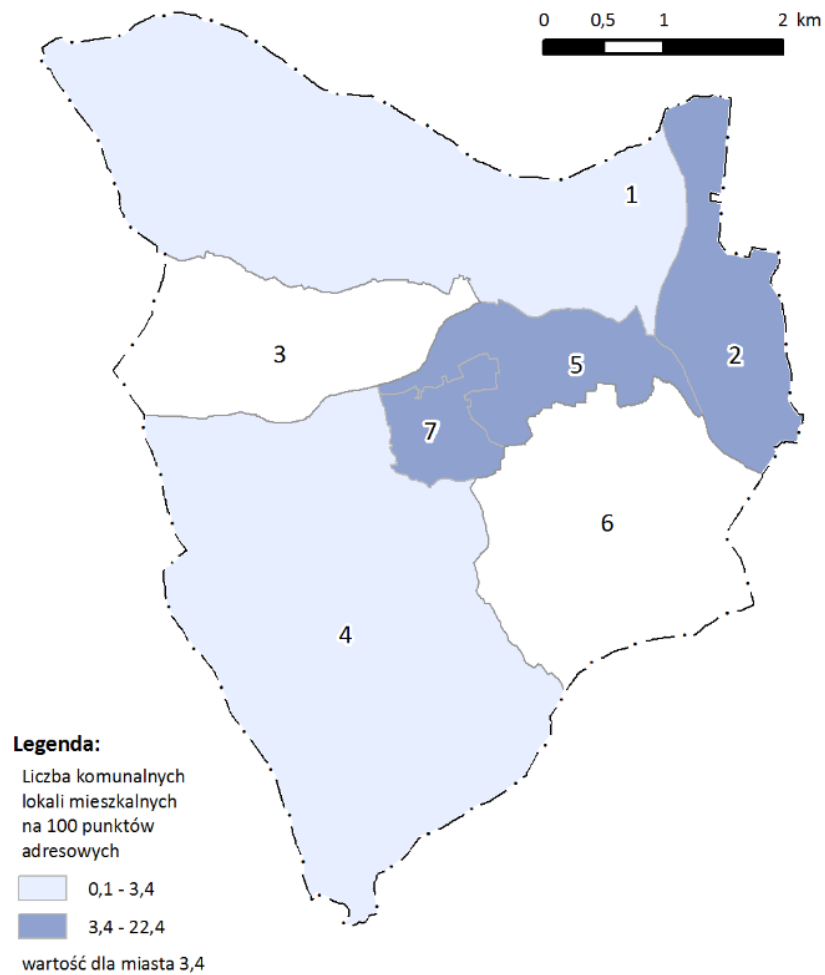 0 0,5 1 2 km
1
2
3
5
7
6
4
Legenda:
Liczba komunalnych
lokali mieszkalnych
na 100 punktów
adresowych
0,1 - 3,4
3,4 - 22,4
wartość dla miasta 3,4